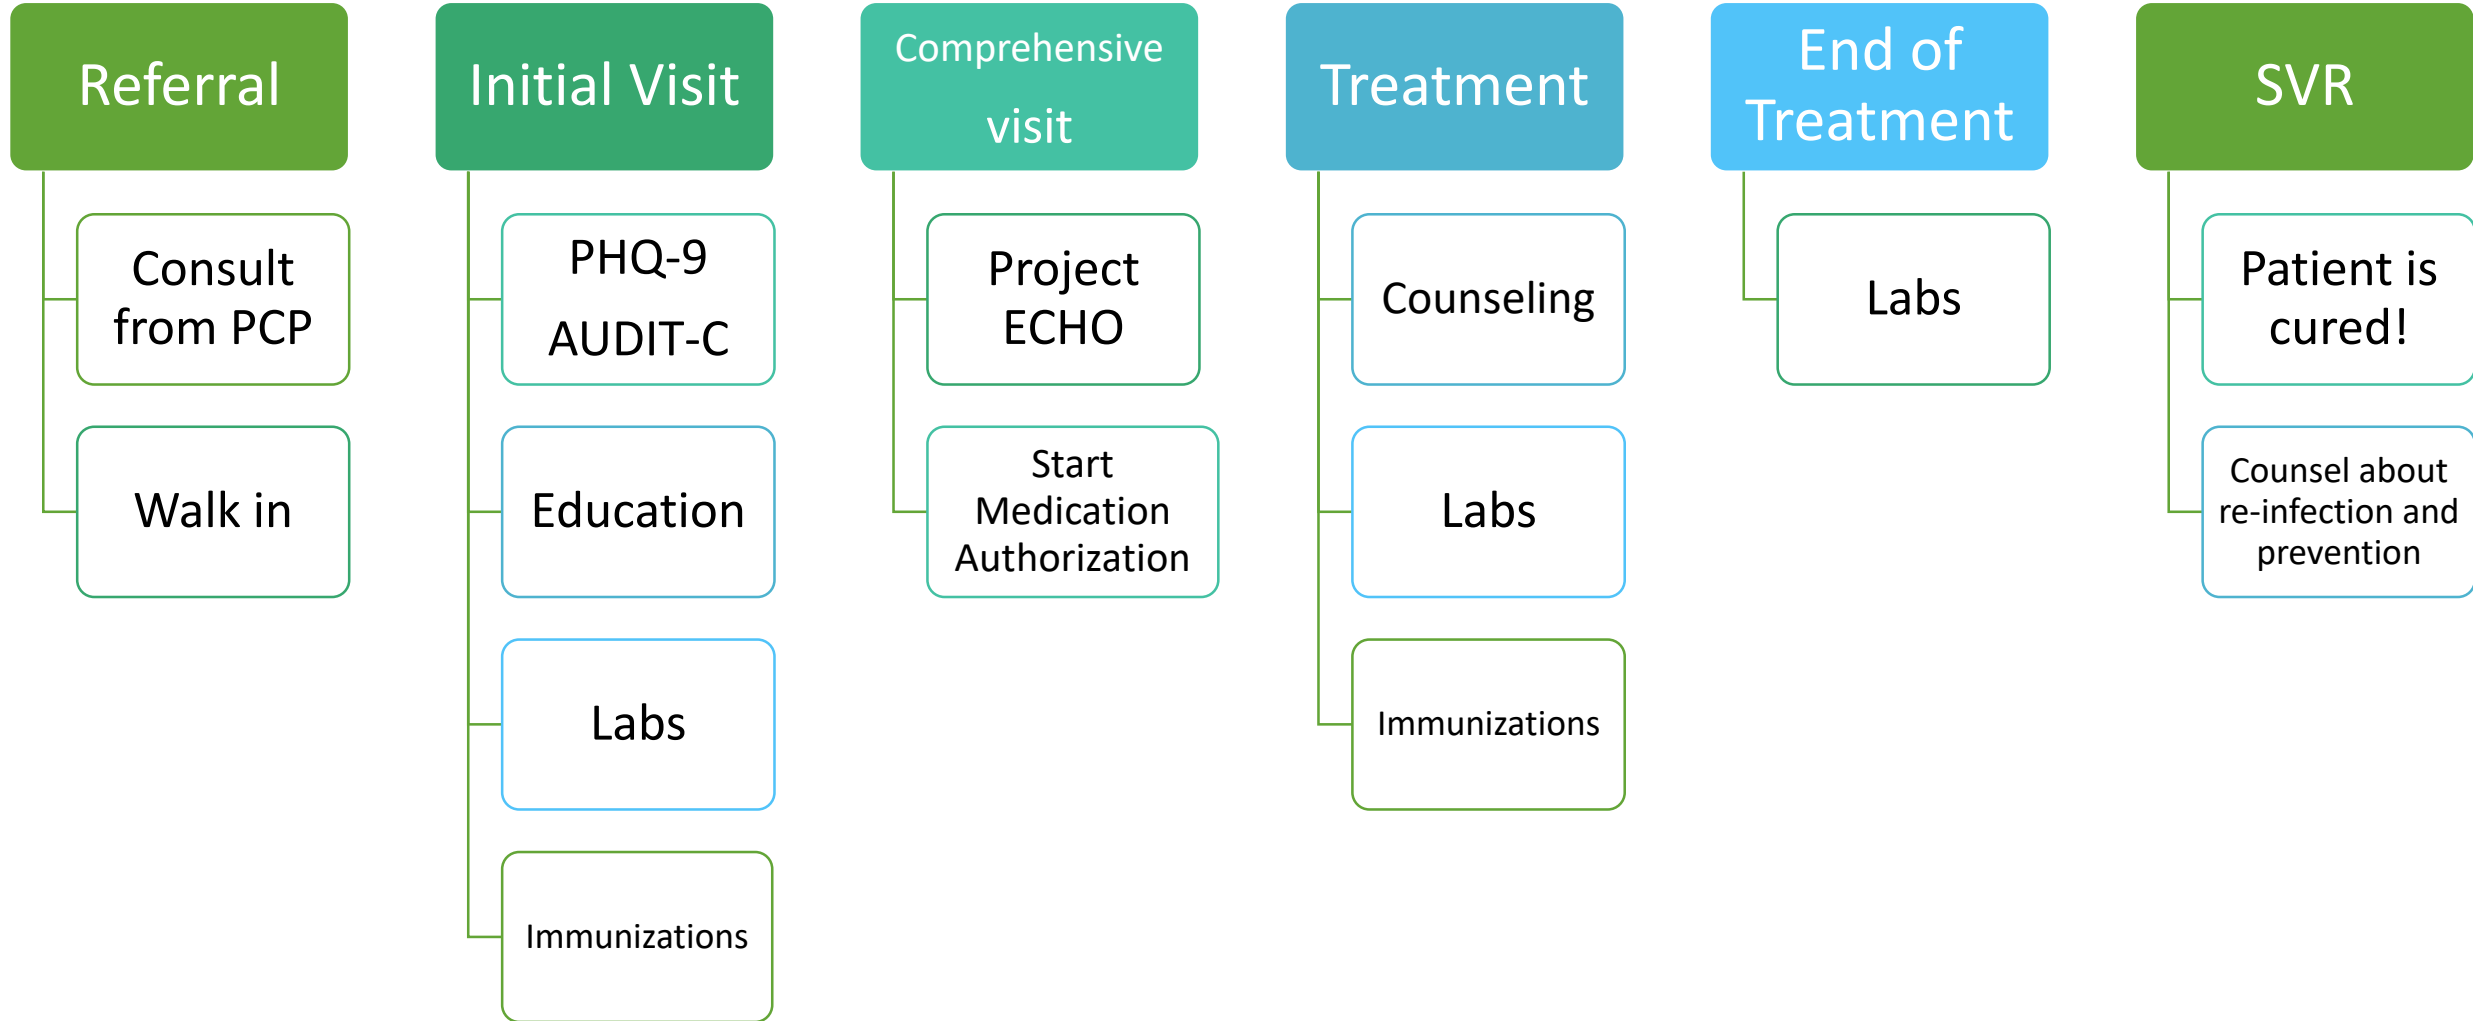 Referral
Consult
from PCP
Walk in
Initial Visit
PHQ-9
AUDIT-C
Education
Labs
Immunizations
Comprehensive
visit
Project
ECHO
Start
Medication
Authorization
Treatment
Counseling
Labs
Immunizations
End of
Treatment
Labs
SVR
Patient is
cured!
Counsel about
re-infection and
prevention